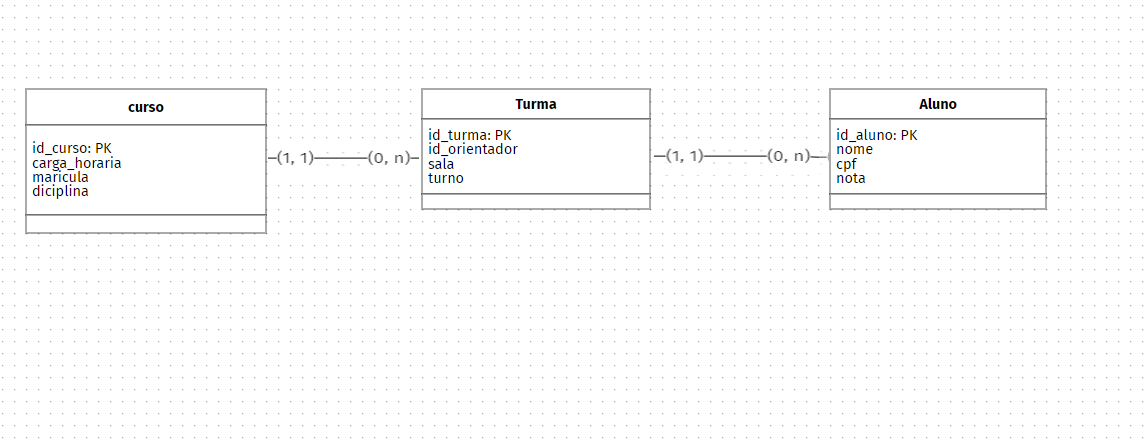 curso
id_curso: PK
carga_horaria
maricula
diciplina
(1, 1)
(0, n)
Turma
id_turma: PK
id_orientador
sala
turno
(1, 1)
(0, n)
Aluno
id_aluno: PK
nome
cpf
nota